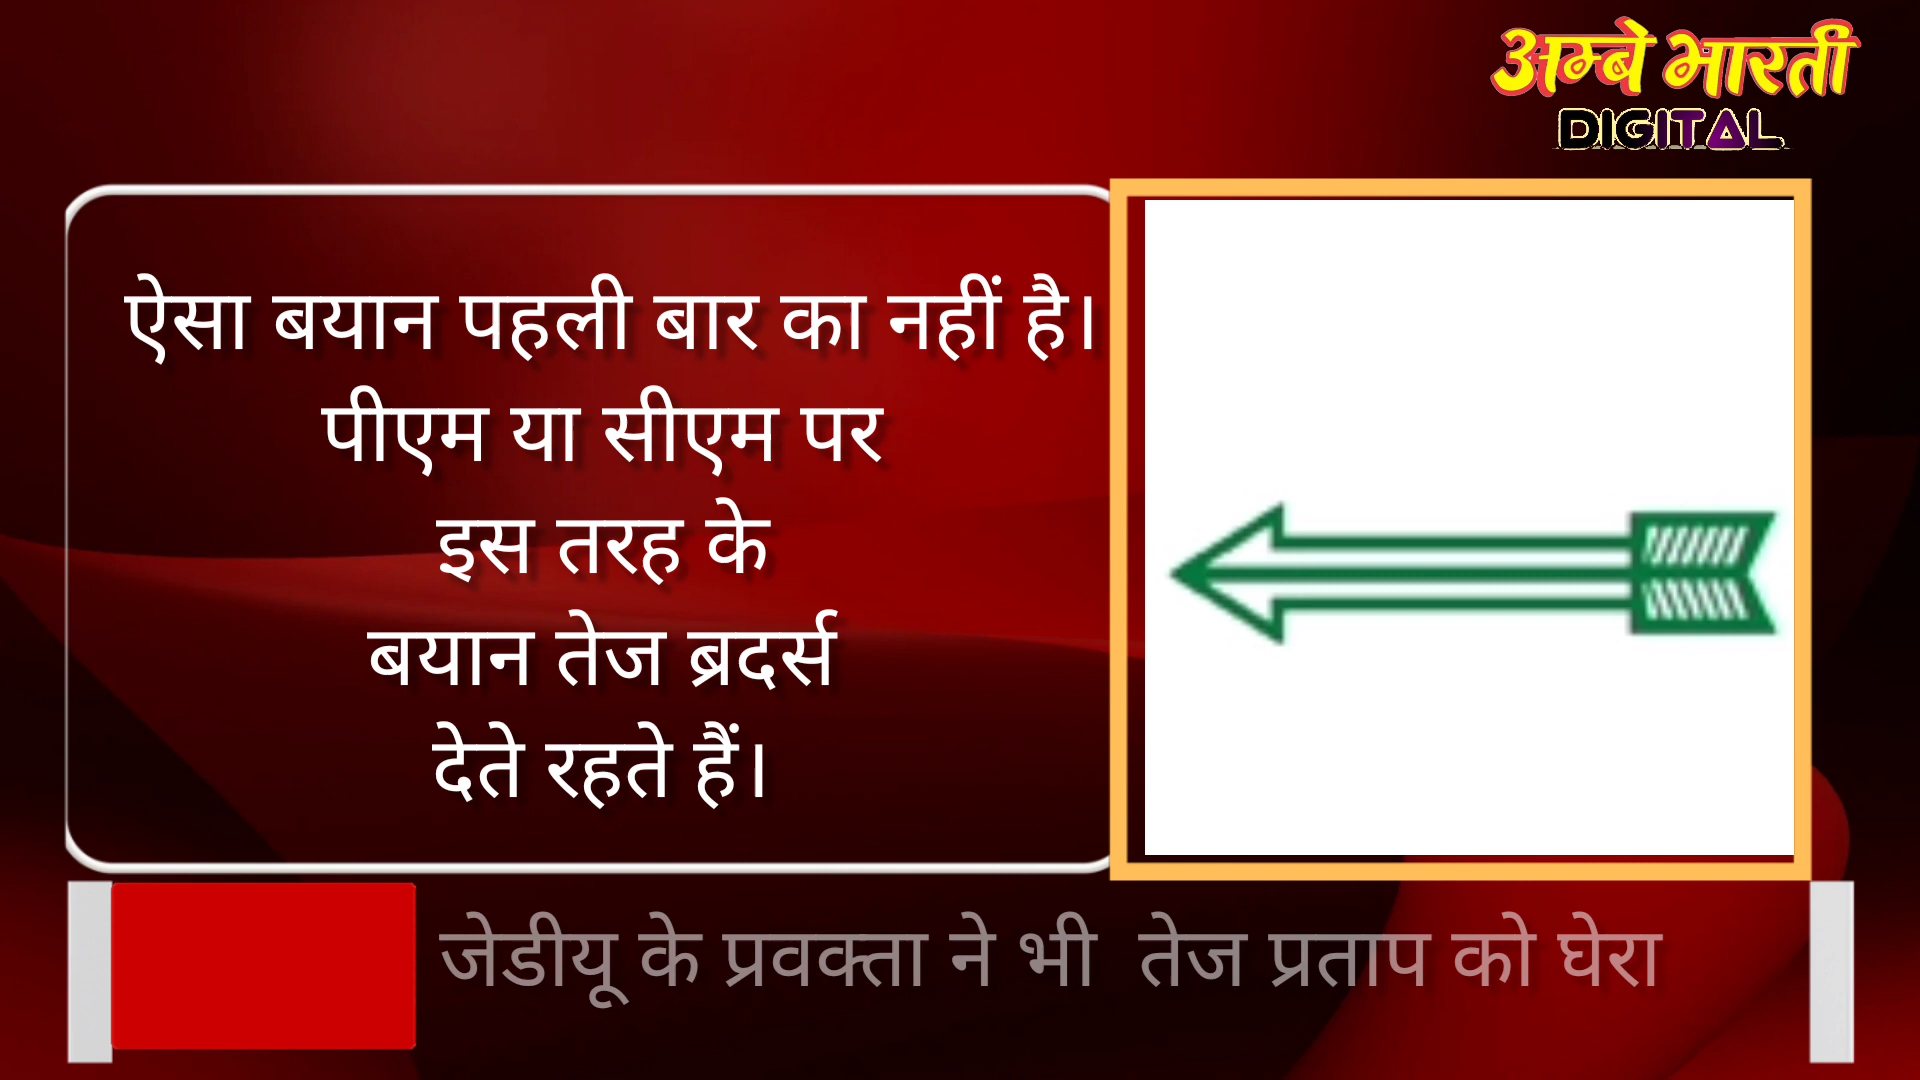 अम्बे भारती
DIGITAL
ऐसा बयान पहली बार का नहीं है।
पीएम या सीएम पर
इस तरह के
बयान तेज ब्रदर्स
देते रहते हैं।
जेडीयू के प्रवक्ता ने भी तेज प्रताप को घेरा